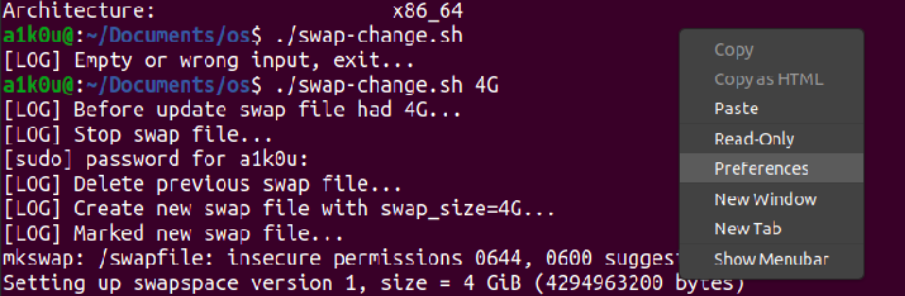 Architecture: x86_64
a1k0u@:~/Documents/os$ ./swap-change.sh
[LOG] Empty or wrong input, exit...
a1k0u@:~/Documents/os$ ./swap-change.sh 4G
[LOG] Before update swap file had 4G...
[LOG] Stop swap file...
[sudo] password for a1k0u:
[LOG] Delete previous swap file...
[LOG] Create new swap file with swap_size=4G...
[LOG] Marked new swap file...
mkswap: /swapfile: insecure permissions 0644, 0600 sugges
Setting up swapspace version 1, size = 4 GiB (4294963200 bytes)
Copy
Copy as HTML
Paste
Read-Only
Preferences
New Window
New Tab
Show Menubar